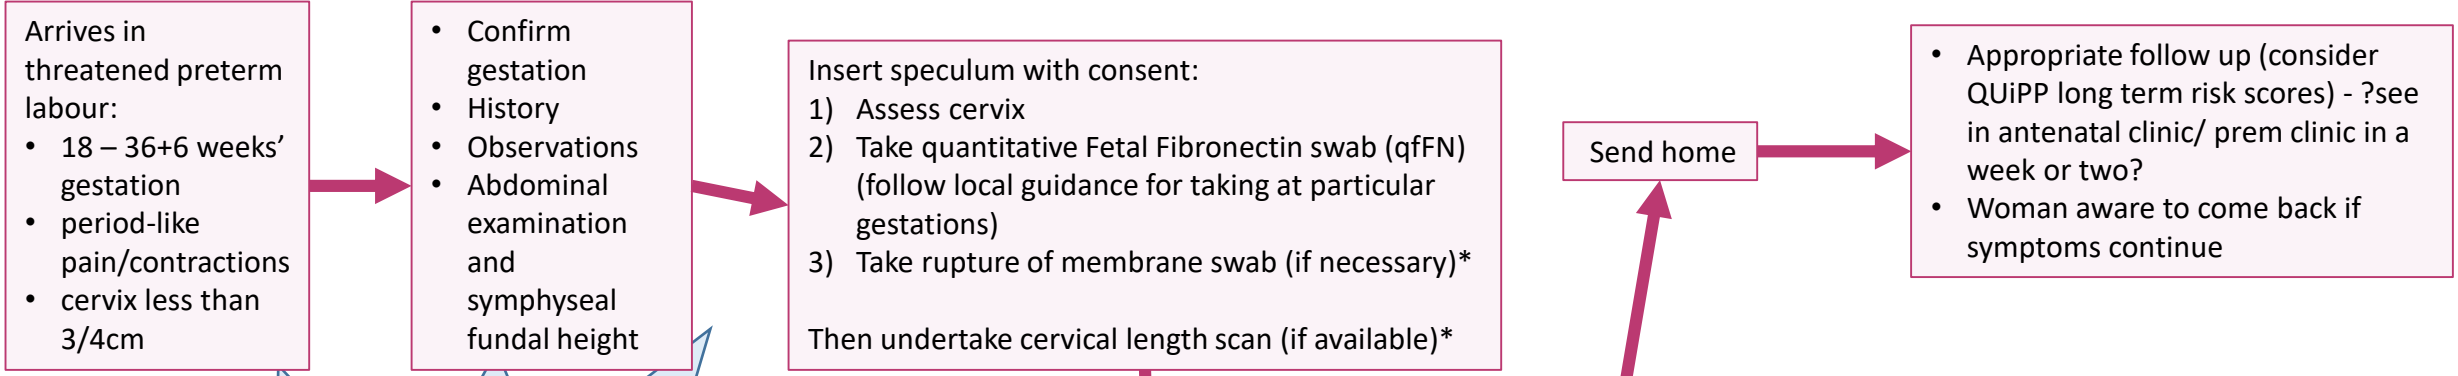 Arrives in
threatened preterm
labour:
• 18 – 36+6 weeks’
gestation
• period-like
pain/contractions
• cervix less than
3/4cm
• Confirm
gestation
• History
• Observations
• Abdominal
examination
and
symphyseal
fundal height
Insert speculum with consent:
1) Assess cervix
2) Take quantitative Fetal Fibronectin swab (qfFN)
(follow local guidance for taking at particular
gestations)
3) Take rupture of membrane swab (if necessary)*
Then undertake cervical length scan (if available)*
Send home
• Appropriate follow up (consider
QUiPP long term risk scores) - ?see
in antenatal clinic/ prem clinic in a
week or two?
• Woman aware to come back if
symptoms continue